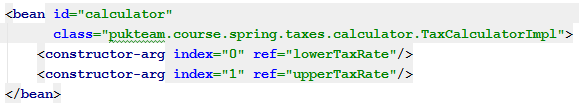 <bean id="calculator"
class="pukteam.course.spring.taxes.calculator.TaxCalculatorImpl">
<constructor-arg index="0" ref="lowerTaxRate"/>
<constructor-arg index="1" ref="upperTaxRate"/>
</bean>